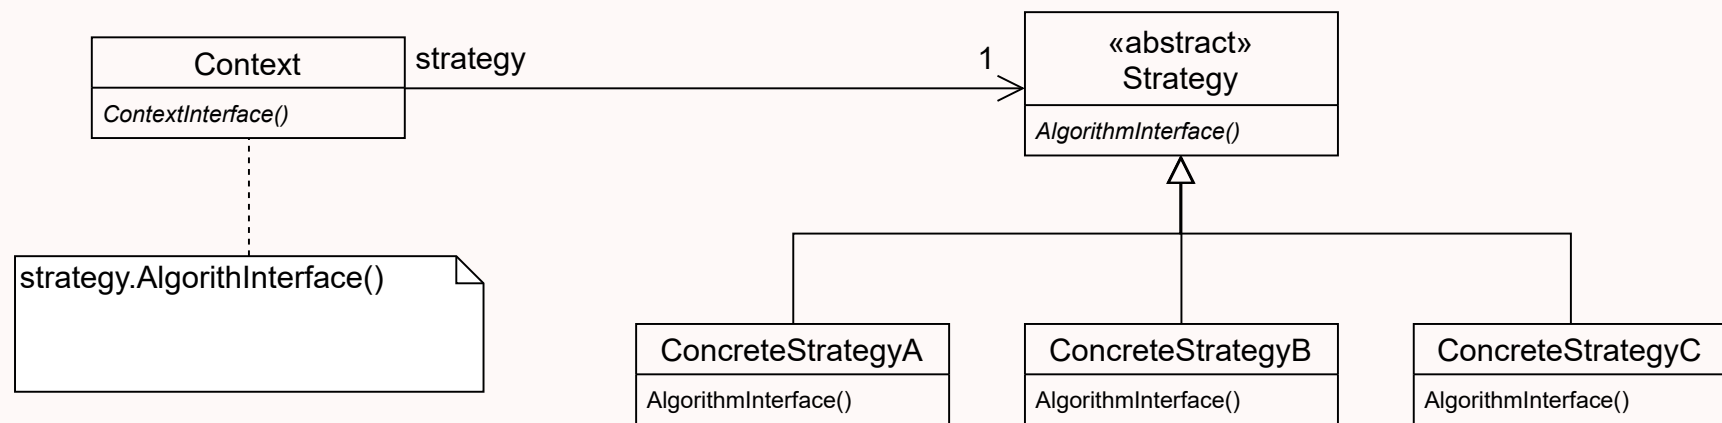 Context
ContextInterface()
strategy
1
«abstract»
Strategy
AlgorithmInterface()
strategy.AlgorithInterface()
ConcreteStrategyA
AlgorithmInterface()
ConcreteStrategyB
AlgorithmInterface()
ConcreteStrategyC
AlgorithmInterface()